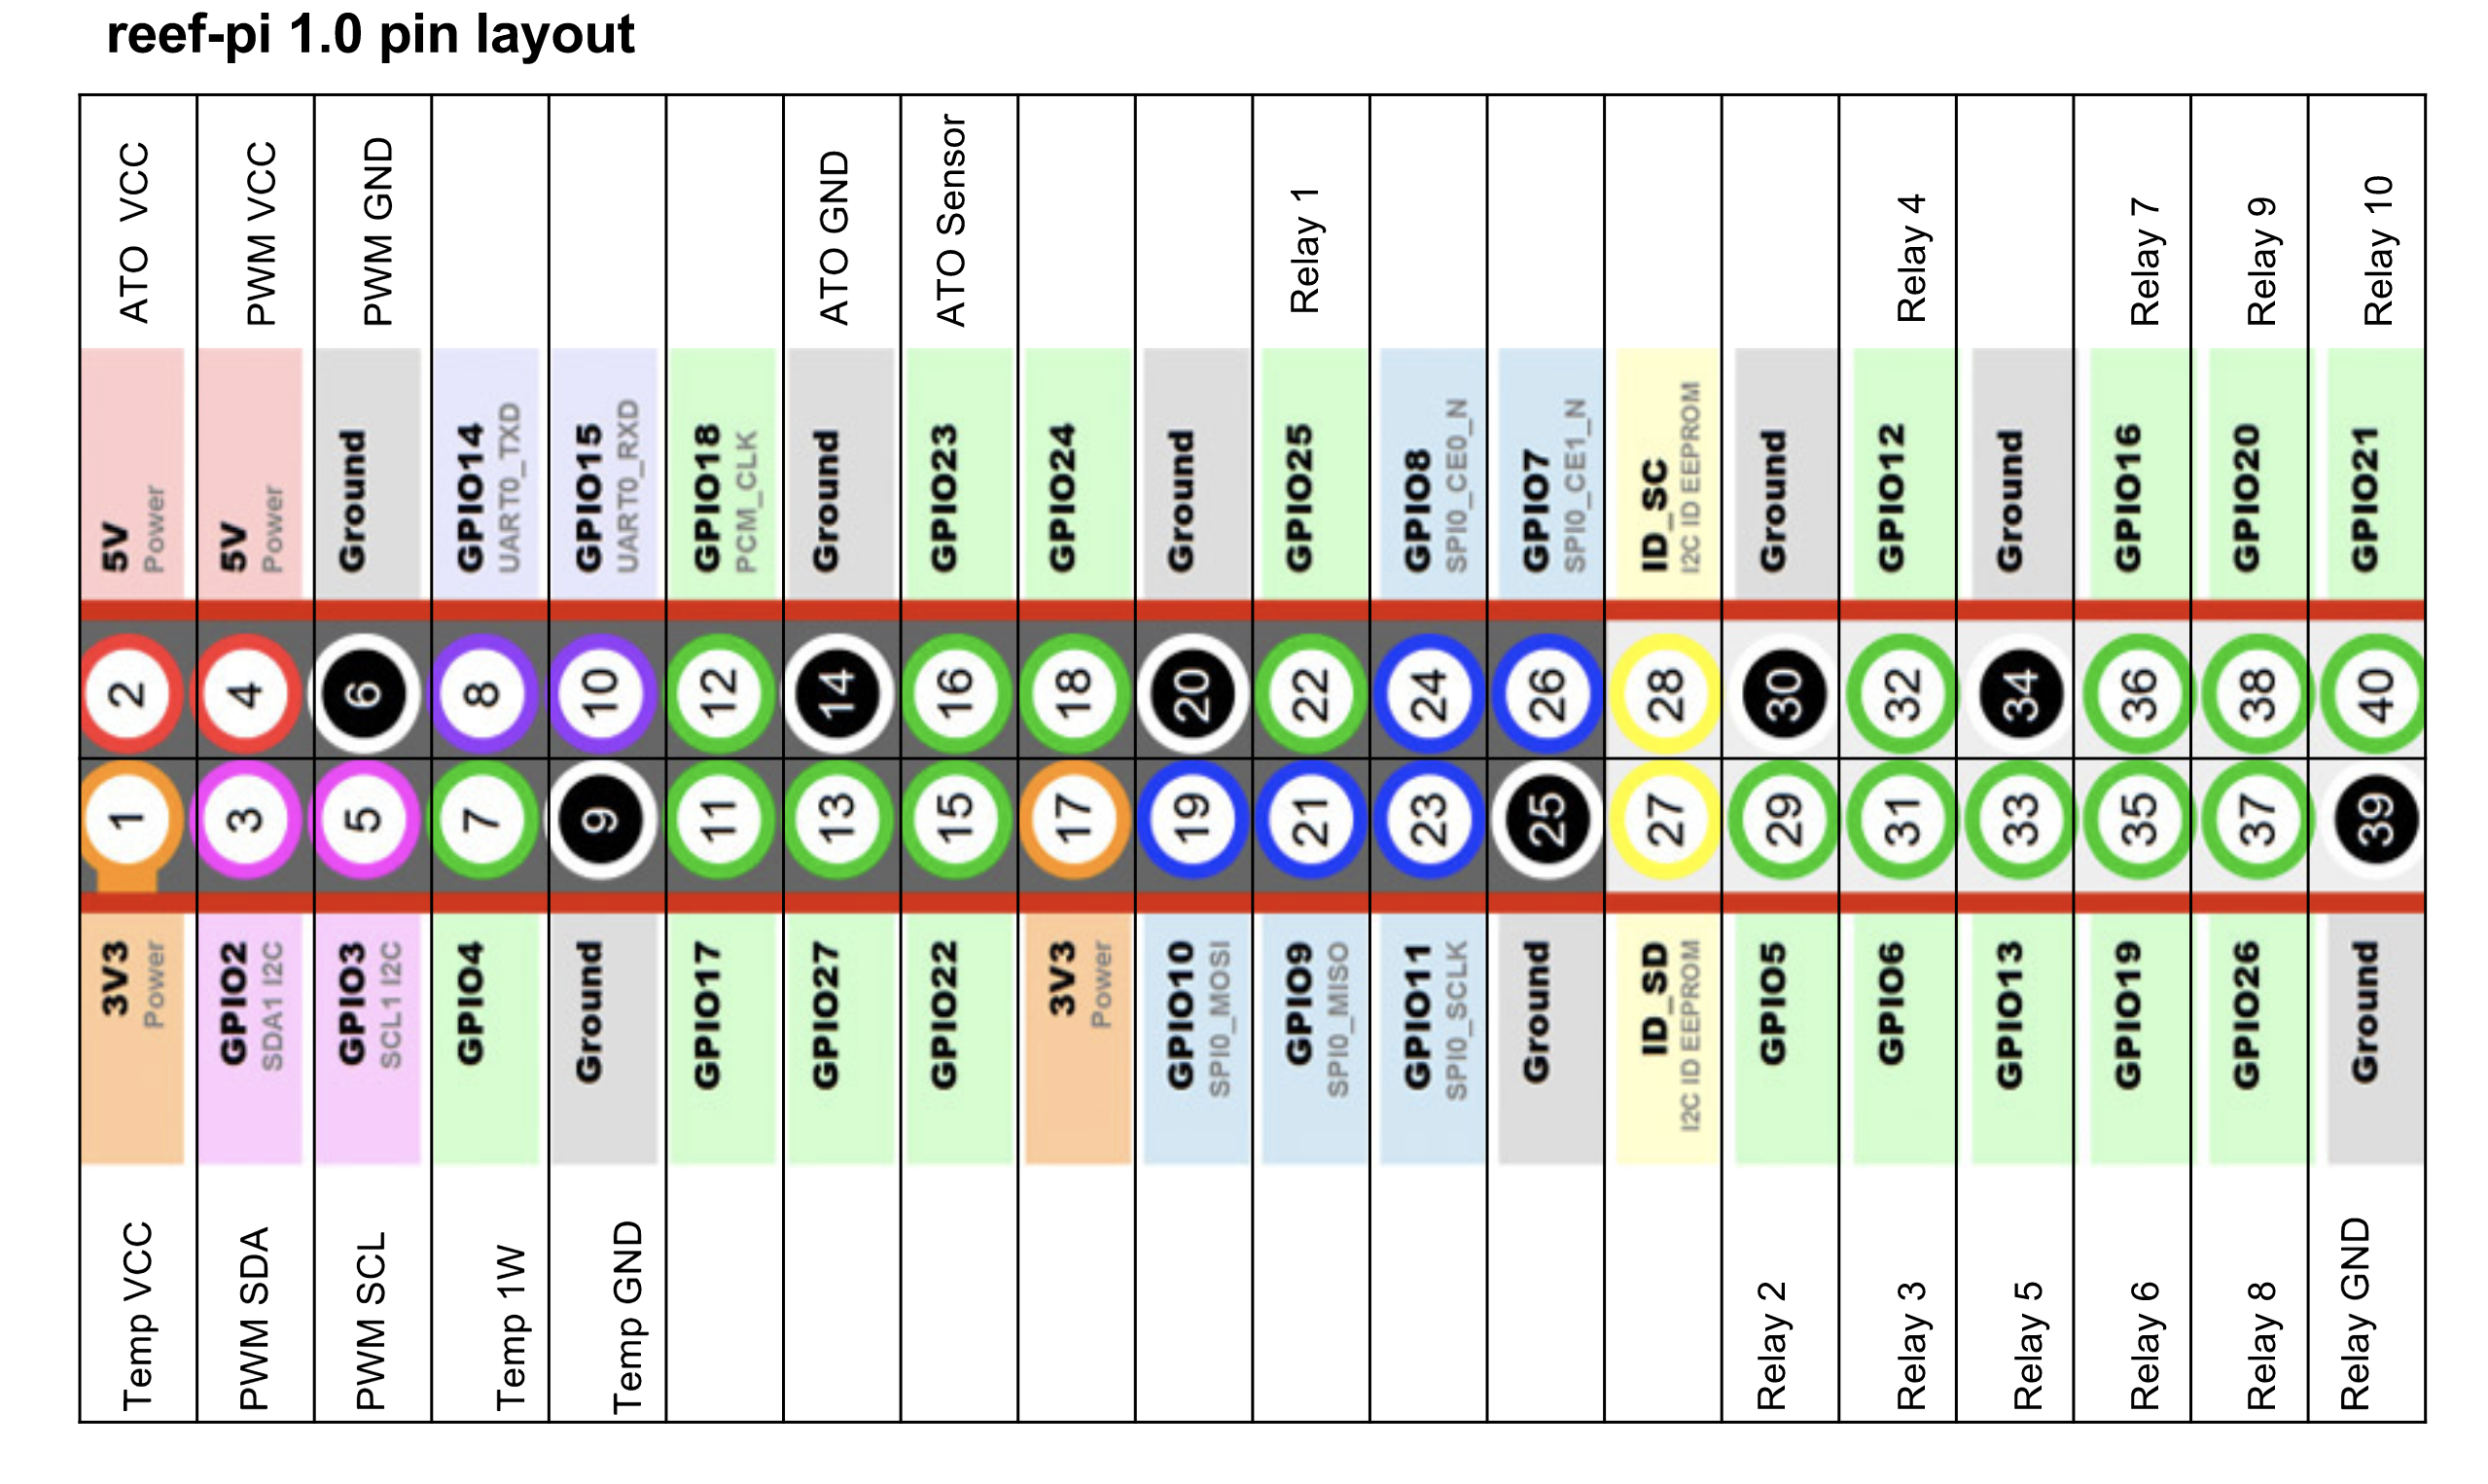 reef-pi 1.0 pin layout
ATO VCC
PWM VCC
PWM GND
ATO GND
ATO Sensor
Relay 1
Relay 4
Relay 7
Relay 9
Relay 10
5V
Power
5V
Power
Ground
GPIO14
UART0_TXD
GPIO15
UART0_RXD
GPIO18
PCM_CLK
Ground
GPIO23
GPIO24
Ground
GPIO25
GPIO8
SPI0_CE0_N
GPIO7
SPI0_CE1_N
ID_SC
I2C ID EEPROM
Ground
GPIO12
Ground
GPIO16
GPIO20
GPIO21
2 4 6 8 10 12 14 16 18 20 22 24 26 28 30 32 34 36 38 40
1 3 5 7 9 11 13 15 17 19 21 23 25 27 29 31 33 35 37 39
3V3
Power
GPIO2
SDA1 I2C
GPIO3
SCL1 I2C
GPIO4
Ground
GPIO17
GPIO27
GPIO22
3V3
Power
GPIO10
SPI0_MOSI
GPIO9
SPI0_MISO
GPIO11
SPI0_SCLK
Ground
ID_SD
I2C ID EEPROM
GPIO5
GPIO6
GPIO13
GPIO19
GPIO26
Ground
Temp VCC
PWM SDA
PWM SCL
Temp 1W
Temp GND
Relay 2
Relay 3
Relay 5
Relay 6
Relay 8
Relay GND